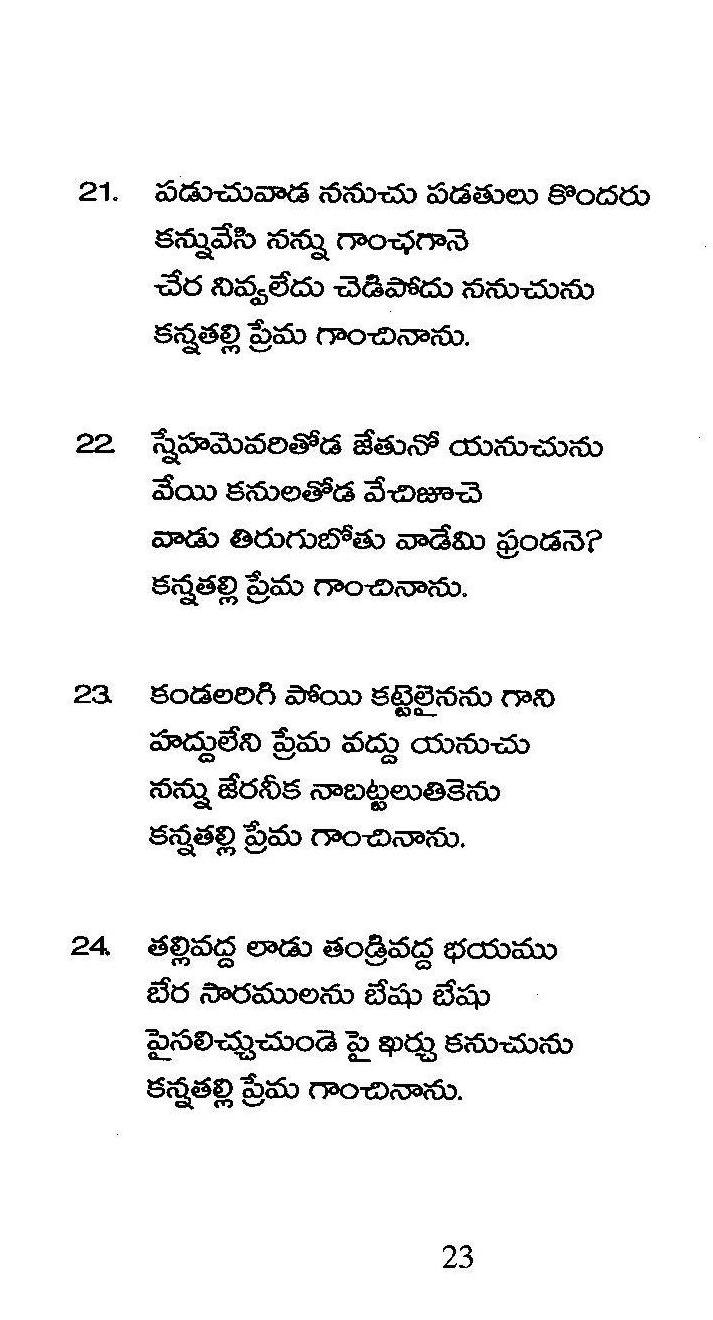 21. పడుచువాడ ననుచు పడతులు కొందరు
కన్నువేసి నన్ను గాంఛగానె
చేర నివ్వలేదు చెడిపోదు ననుచును
కన్నతల్లి ప్రేమ గాంచినాను.
22. స్నేహమెవరితోడ జేతునో యనుచును
వేయి కనులతోడ వేచిజూచె
వాడు తిరుగుబోతు వాడేమి ఫ్రండనె?
కన్నతల్లి ప్రేమ గాంచినాను.
23. కండలరిగి పోయి కట్టెలైనను గాని
హద్దులేని ప్రేమ వద్దు యనుచు
నన్ను జేరనీక నాబట్టలుతికెను
కన్నతల్లి ప్రేమ గాంచినాను.
24. తల్లివద్ద లాడు తండ్రివద్ద భయము
బేర సారములను బేషు బేషు
పైసలిచ్చుచుండె పై ఖర్చు కనుచును
కన్నతల్లి ప్రేమ గాంచినాను.
23